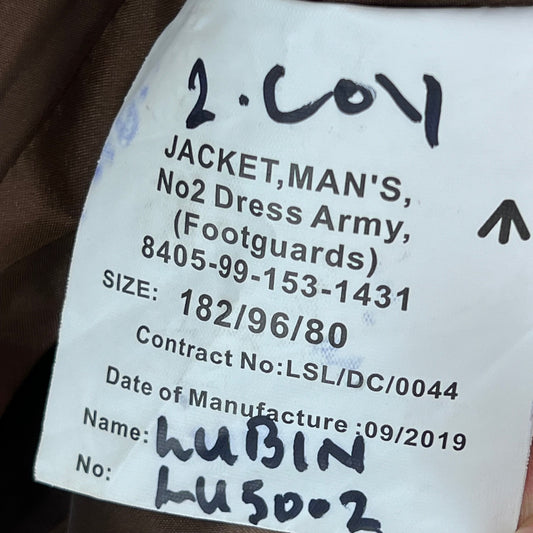 2.COY
JACKET,MAN'S,
No2 Dress Army,
(Footguards)
8405-99-153-1431
SIZE: 182/96/80
Contract No:LSL/DC/0044
Date of Manufacture :09/2019
Name: LUBIN
No: LU5002